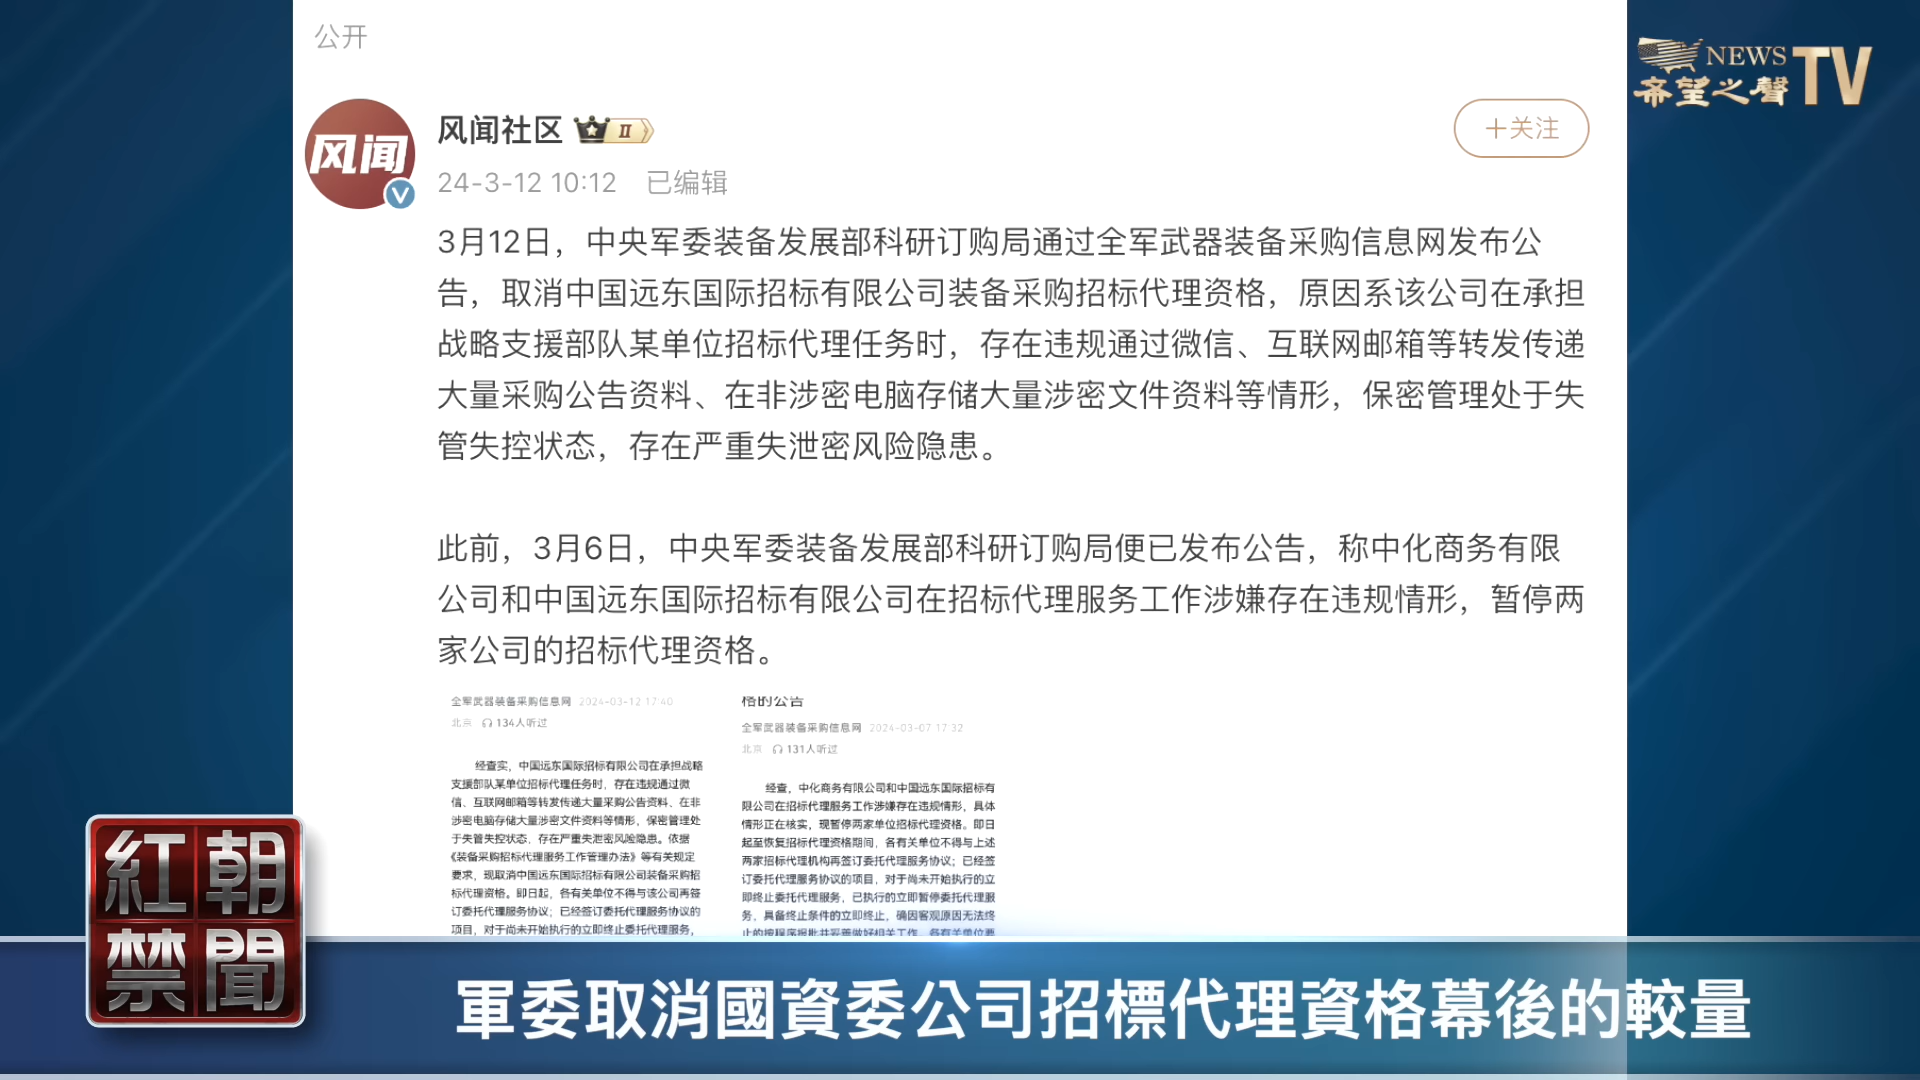 公开
NEWS
希望之聲
TV
风闻
风闻社区
II
V
24-3-12 10:12 已编辑
+关注
3月12日，中央军委装备发展部科研订购局通过全军武器装备采购信息网发布公
告，取消中国远东国际招标有限公司装备采购招标代理资格，原因系该公司在承担
战略支援部队某单位招标代理任务时，存在违规通过微信、互联网邮箱等转发传递
大量采购公告资料、在非涉密电脑存储大量涉密文件资料等情形，保密管理处于失
管失控状态，存在严重失泄密风险隐患。
此前，3月6日，中央军委装备发展部科研订购局便已发布公告，称中化商务有限
公司和中国远东国际招标有限公司在招标代理服务工作涉嫌存在违规情形，暂停两
家公司的招标代理资格。
全军武器装备采购信息网 2024-03-12 17:40
北京 134人听过
经查实，中国远东国际招标有限公司在承担战略
支援部队某单位招标代理任务时，存在违规通过微
信、互联网邮箱等转发传递大量采购公告资料、在非
涉密电脑存储大量涉密文件资料等情形，保密管理处
于失管失控状态，存在严重失泄密风险隐患。依据
《装备采购招标代理服务工作管理办法》等有关规定
要求，现取消中国远东国际招标有限公司装备采购招
标代理资格。即日起，各有关单位不得与该公司再签
订委托代理服务协议；已经签订委托代理服务协议的
项目，对于尚未开始执行的立即终止委托代理服务，
格的公告
全军武器装备采购信息网 2024-03-07 17:32
北京 131人听过
经查，中化商务有限公司和中国远东国际招标有
限公司在招标代理服务工作涉嫌存在违规情形，具体
情形正在核实，现暂停两家单位招标代理资格。即日
起至恢复招标代理资格期间，各有关单位不得与上述
两家招标代理机构再签订委托代理服务协议；已经签
订委托代理服务协议的项目，对于尚未开始执行的立
即终止委托代理服务，已执行的立即暂停委托代理服
务，具备终止条件的立即终止，确因客观原因无法终
止的按程序报批并妥善做好相关工作。各有关单位要
紅朝
禁聞
軍委取消國資委公司招標代理資格幕後的較量